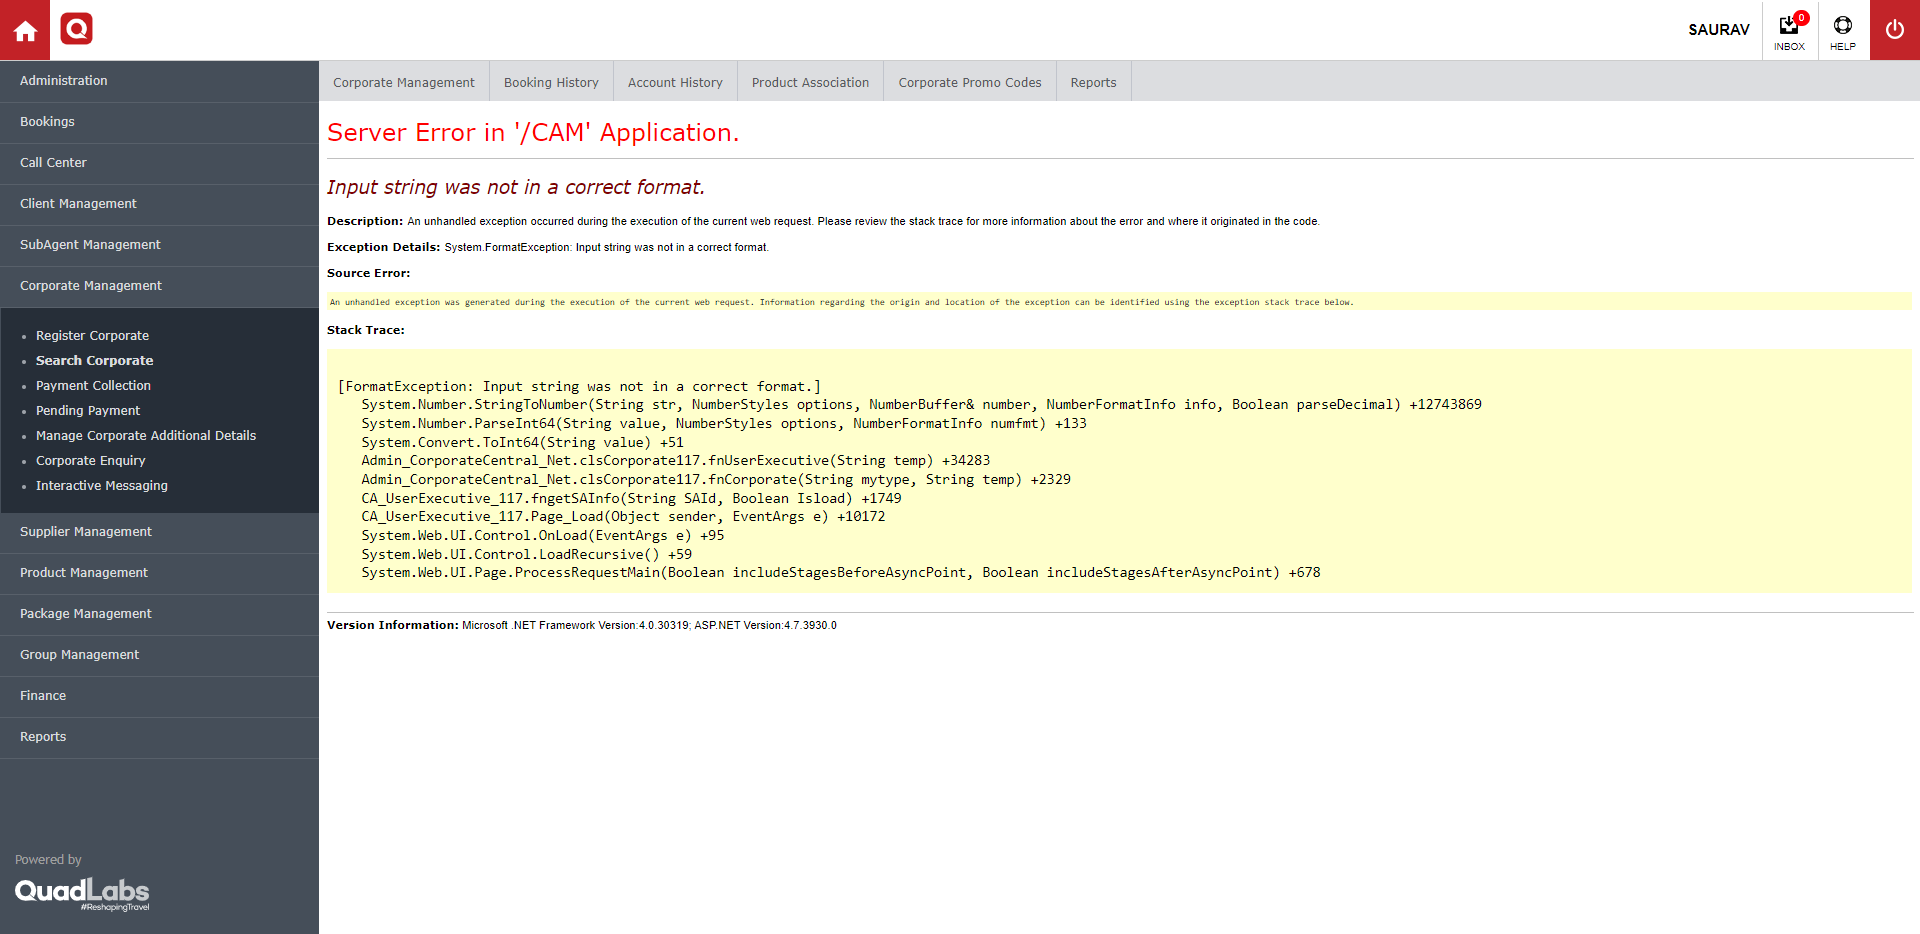 SAURAV
0
INBOX
HELP
Administration
Bookings
Call Center
Client Management
SubAgent Management
Corporate Management
Register Corporate
Search Corporate
Payment Collection
Pending Payment
Manage Corporate Additional Details
Corporate Enquiry
Interactive Messaging
Supplier Management
Product Management
Package Management
Group Management
Finance
Reports
Powered by
QuadLabs
#ReshapingTravel
Corporate Management Booking History Account History Product Association Corporate Promo Codes Reports
Server Error in '/CAM' Application.
Input string was not in a correct format.
Description: An unhandled exception occurred during the execution of the current web request. Please review the stack trace for more information about the error and where it originated in the code.
Exception Details: System.FormatException: Input string was not in a correct format.
Source Error:
An unhandled exception was generated during the execution of the current web request. Information regarding the origin and location of the exception can be identified using the exception stack trace below.
Stack Trace:
[FormatException: Input string was not in a correct format.]
System.Number.StringToNumber(String str, NumberStyles options, NumberBuffer& number, NumberFormatInfo info, Boolean parseDecimal) +12743869
System.Number.ParseInt64(String value, NumberStyles options, NumberFormatInfo numfmt) +133
System.Convert.ToInt64(String value) +51
Admin_CorporateCentral_Net.clsCorporate117.fnUserExecutive(String temp) +34283
Admin_CorporateCentral_Net.clsCorporate117.fnCorporate(String mytype, String temp) +2329
CA_UserExecutive_117.fngetSAInfo(String SAId, Boolean Isload) +1749
CA_UserExecutive_117.Page_Load(Object sender, EventArgs e) +10172
System.Web.UI.Control.OnLoad(EventArgs e) +95
System.Web.UI.Control.LoadRecursive() +59
System.Web.UI.Page.ProcessRequestMain(Boolean includeStagesBeforeAsyncPoint, Boolean includeStagesAfterAsyncPoint) +678
Version Information: Microsoft .NET Framework Version:4.0.30319; ASP.NET Version:4.7.3930.0